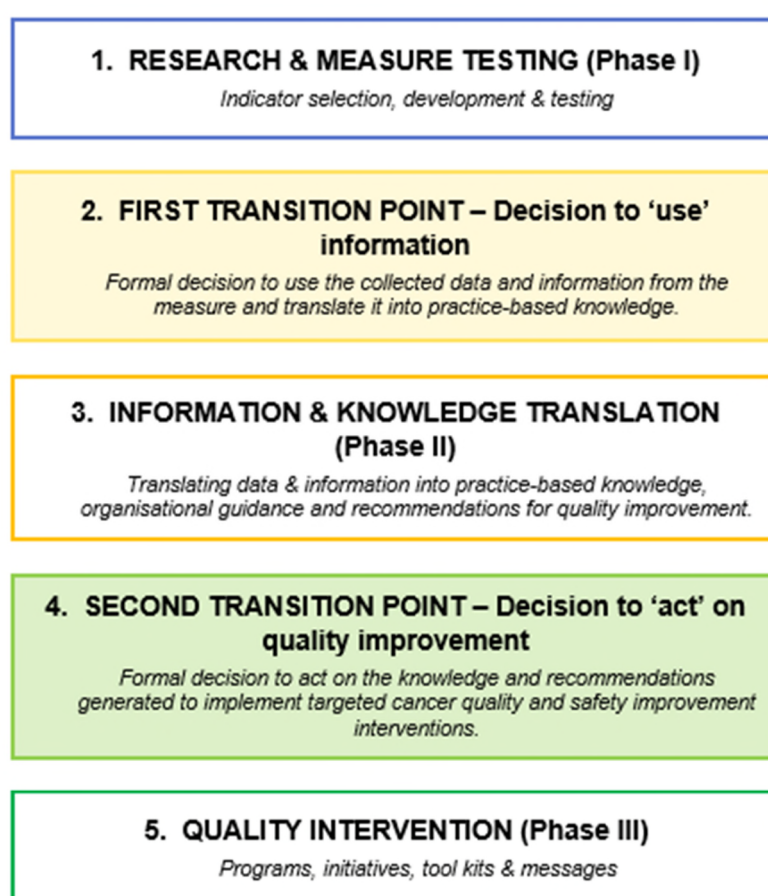 1. RESEARCH & MEASURE TESTING (Phase I)
Indicator selection, development & testing
2. FIRST TRANSITION POINT – Decision to ‘use’
information
Formal decision to use the collected data and information from the
measure and translate it into practice-based knowledge.
3. INFORMATION & KNOWLEDGE TRANSLATION
(Phase II)
Translating data & information into practice-based knowledge,
organisational guidance and recommendations for quality improvement.
4. SECOND TRANSITION POINT – Decision to ‘act’ on
quality improvement
Formal decision to act on the knowledge and recommendations
generated to implement targeted cancer quality and safety improvement
interventions.
5. QUALITY INTERVENTION (Phase III)
Programs, initiatives, tool kits & messages